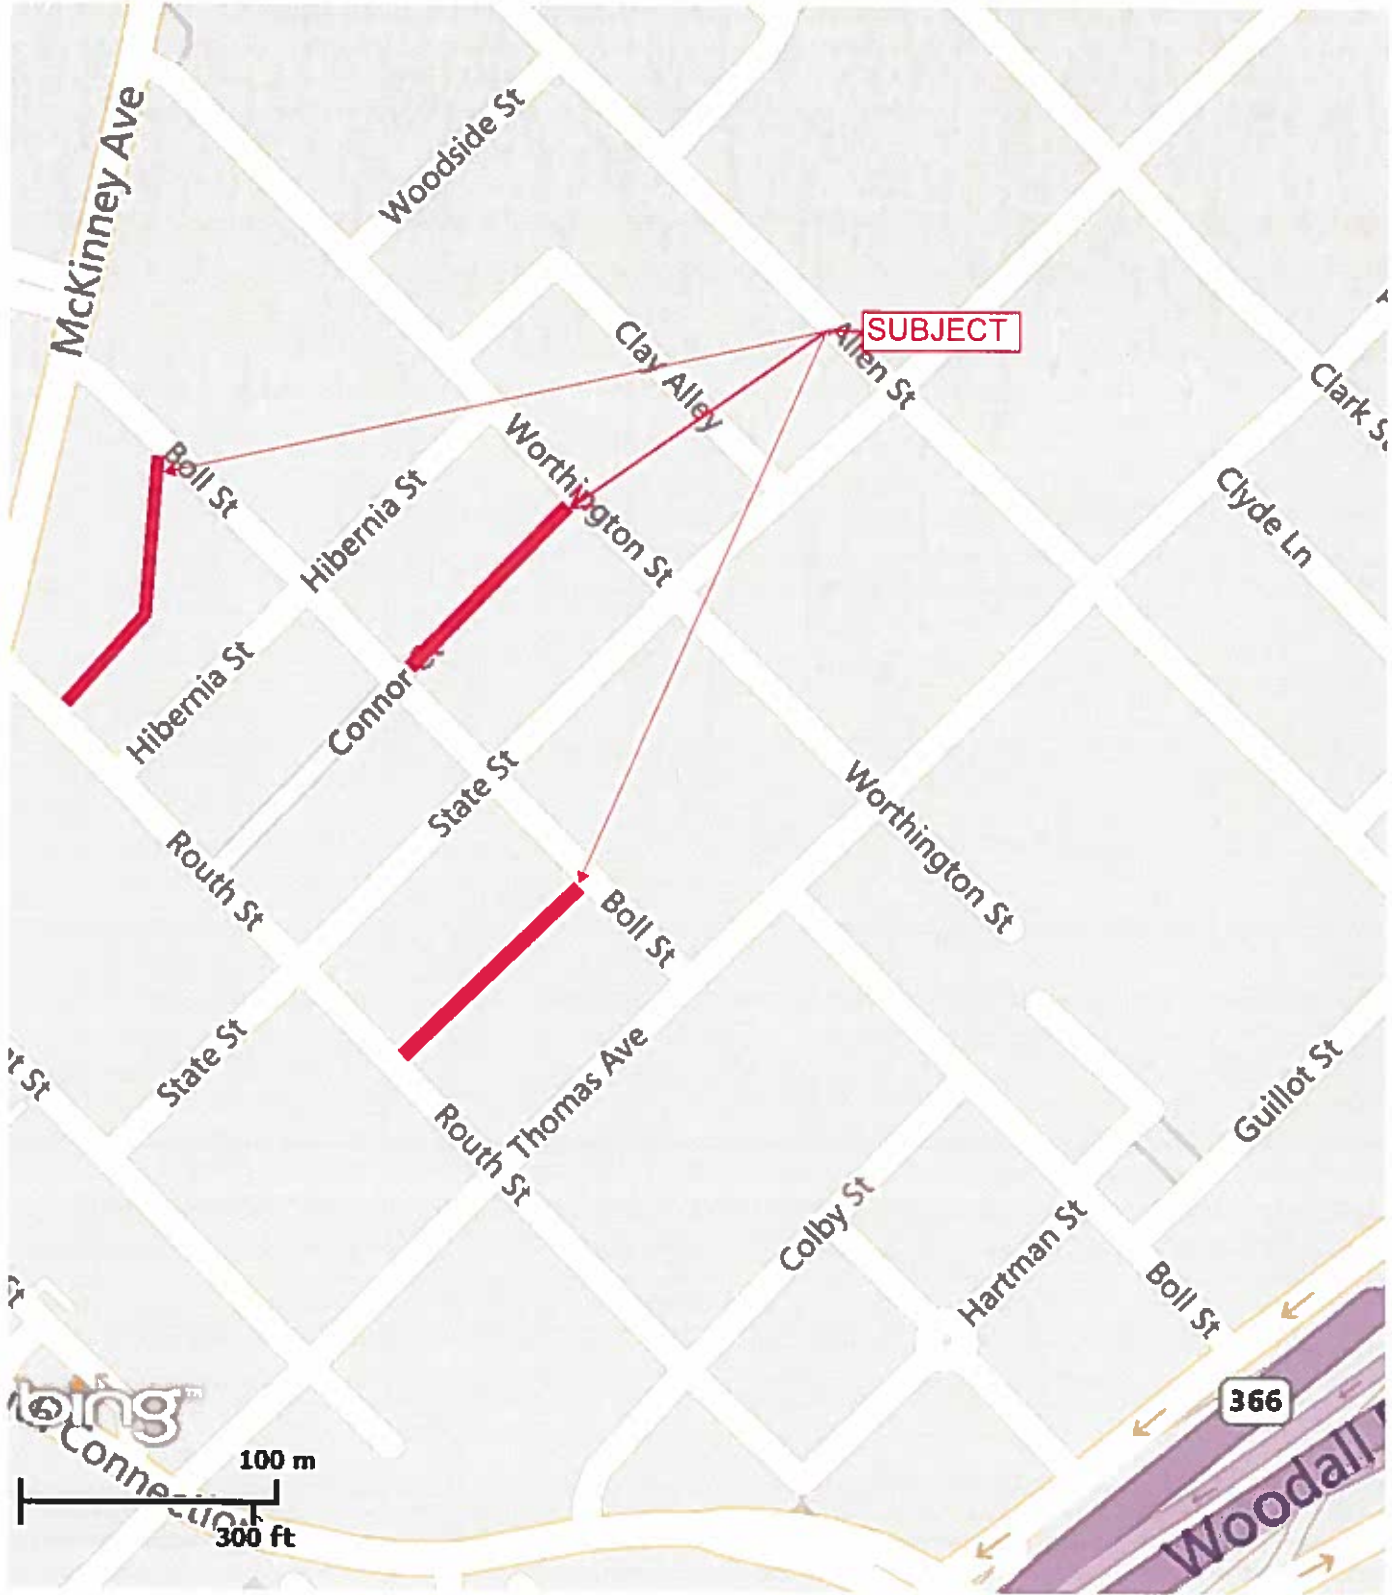 McKinney Ave
Woodside St
Clay Alley
Allen St
SUBJECT
Clark St
Clyde Ln
Boll St
Hibernia St
Worthington St
Hibernia St
Connor
State St
Worthington St
Routh St
Boll St
State St
Thomas Ave
Routh St
Guillot St
Colby St
Hartman St
Boll St
366
Woodall
bing™
100 m
300 ft